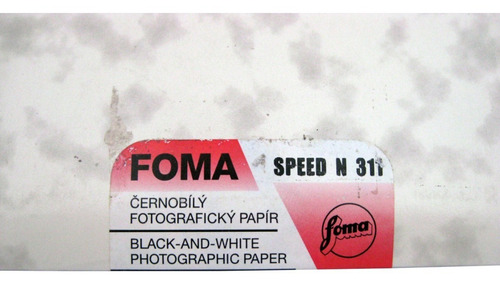 FOMA
SPEED N 311
ČERNOBÍLÝ
FOTOGRAFICKÝ PAPÍR
BLACK-AND-WHITE
PHOTOGRAPHIC PAPER
foma